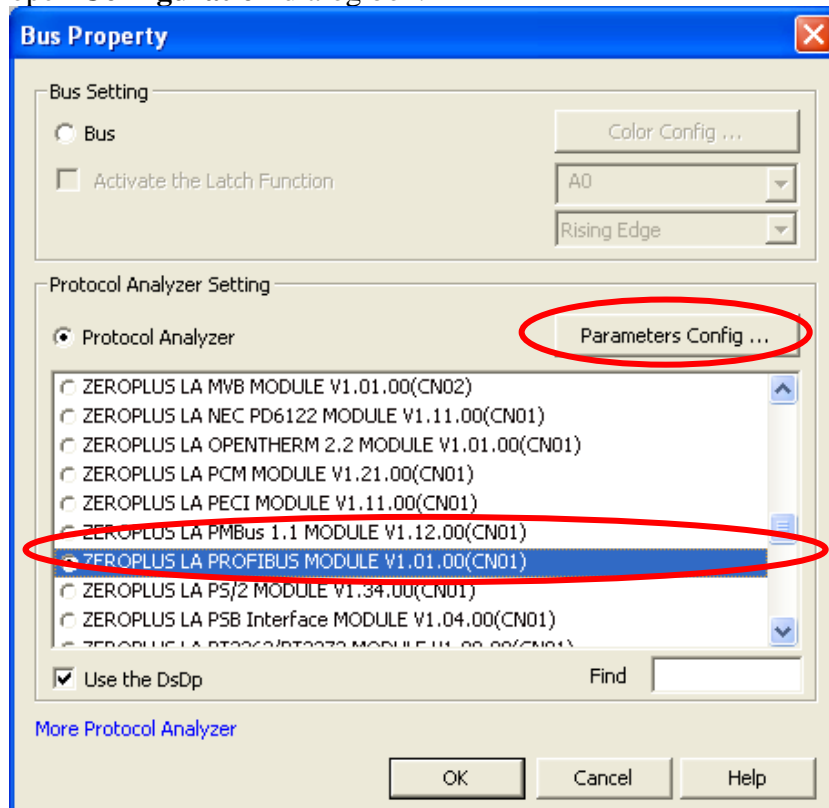 Bus Property
Bus Setting
Bus
Color Config ...
Activate the Latch Function
A0
Rising Edge
Protocol Analyzer Setting
Protocol Analyzer
Parameters Config ...
ZEROPLUS LA MVB MODULE V1.01.00(CN02)
ZEROPLUS LA NEC PD6122 MODULE V1.11.00(CN01)
ZEROPLUS LA OPENTHERM 2.2 MODULE V1.01.00(CN01)
ZEROPLUS LA PCM MODULE V1.21.00(CN01)
ZEROPLUS LA PECI MODULE V1.11.00(CN01)
ZEROPLUS LA PMBus 1.1 MODULE V1.12.00(CN01)
ZEROPLUS LA PROFIBUS MODULE V1.01.00(CN01)
ZEROPLUS LA PS/2 MODULE V1.34.00(CN01)
ZEROPLUS LA PSB Interface MODULE V1.04.00(CN01)
Use the DsDp
Find
More Protocol Analyzer
OK
Cancel
Help